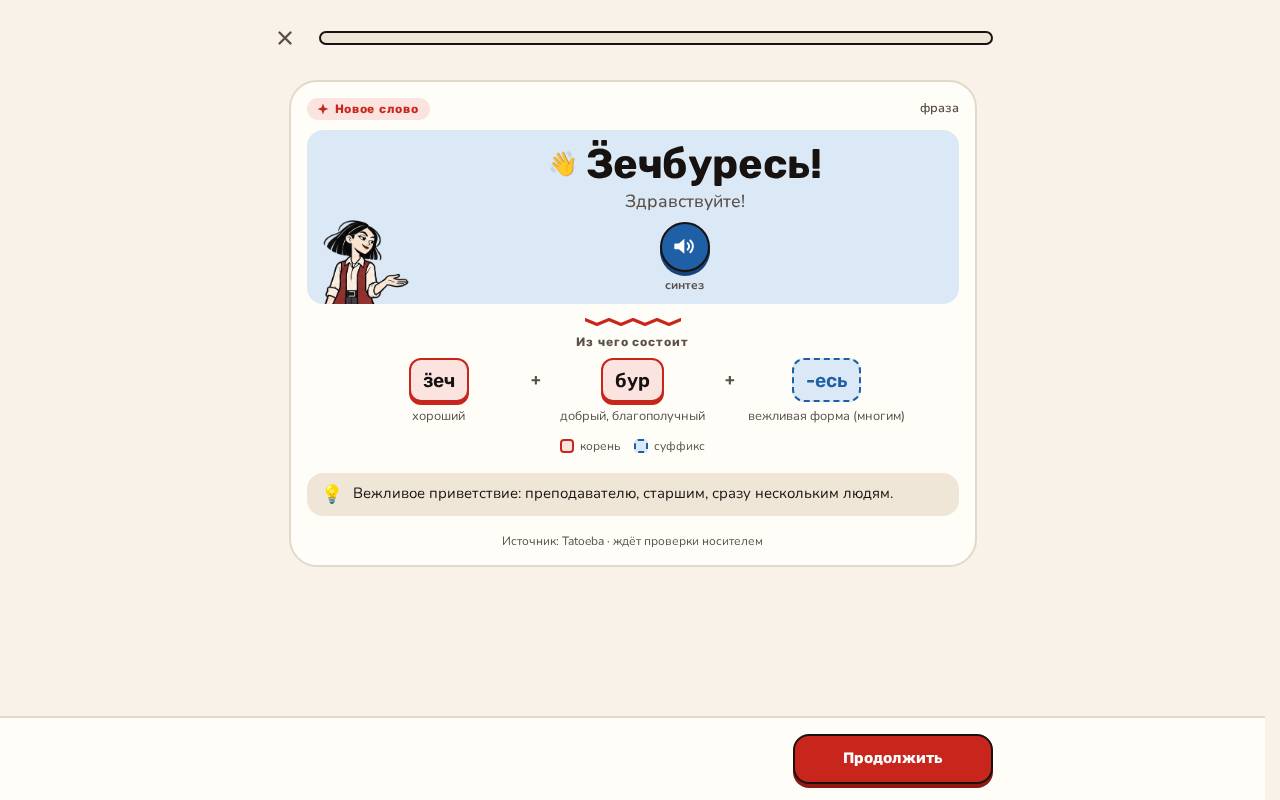 Новое слово
фраза
Ӟечбуресь!
Здравствуйте!
синтез
Из чего состоит
ӟеч + бур + -есь
хороший добрый, благополучный вежливая форма (многим)
корень суффикс
Вежливое приветствие: преподавателю, старшим, сразу нескольким людям.
Источник: Tatoeba · ждёт проверки носителем
Продолжить